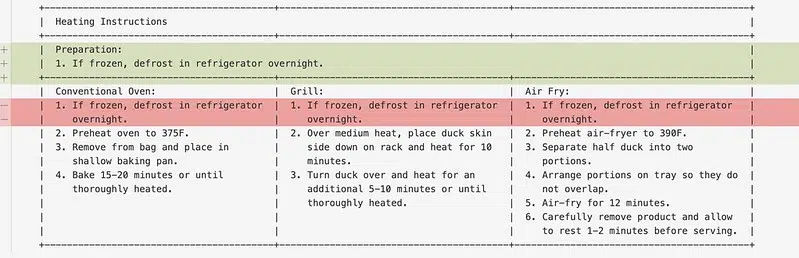 Heating Instructions
+ Preparation:
+ 1. If frozen, defrost in refrigerator overnight.
+
Conventional Oven:
- 1. If frozen, defrost in refrigerator
- overnight.
2. Preheat oven to 375F.
3. Remove from bag and place in
shallow baking pan.
4. Bake 15-20 minutes or until
thoroughly heated.
Grill:
1. If frozen, defrost in refrigerator
overnight.
2. Over medium heat, place duck skin
side down on rack and heat for 10
minutes.
3. Turn duck over and heat for an
additional 5-10 minutes or until
thoroughly heated.
Air Fry:
1. If frozen, defrost in refrigerator
overnight.
2. Preheat air-fryer to 390F.
3. Separate half duck into two
portions.
4. Arrange portions on tray so they do
not overlap.
5. Air-fry for 12 minutes.
6. Carefully remove product and allow
to rest 1-2 minutes before serving.